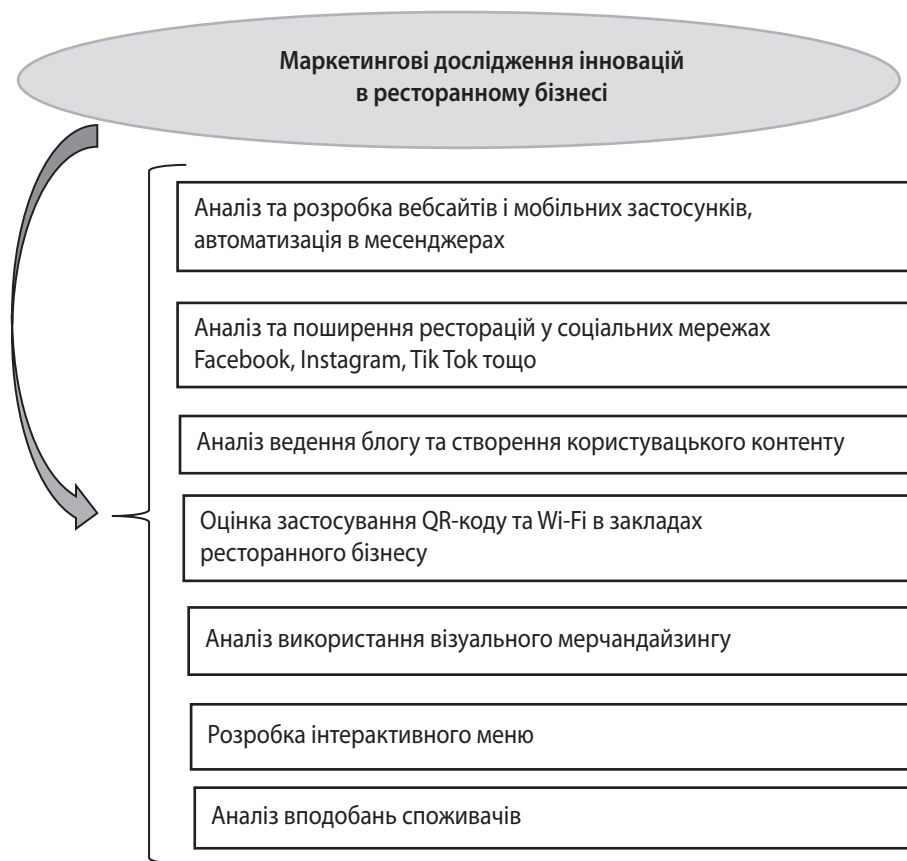 Маркетингові дослідження інновацій
в ресторанному бізнесі
Аналіз та розробка вебсайтів і мобільних застосунків,
автоматизація в месенджерах
Аналіз та поширення ресторацій у соціальних мережах
Facebook, Instagram, Tik Tok тощо
Аналіз ведення блогу та створення користувацького контенту
Оцінка застосування QR-коду та Wi-Fi в закладах
ресторанного бізнесу
Аналіз використання візуального мерчандайзингу
Розробка інтерактивного меню
Аналіз вподобань споживачів